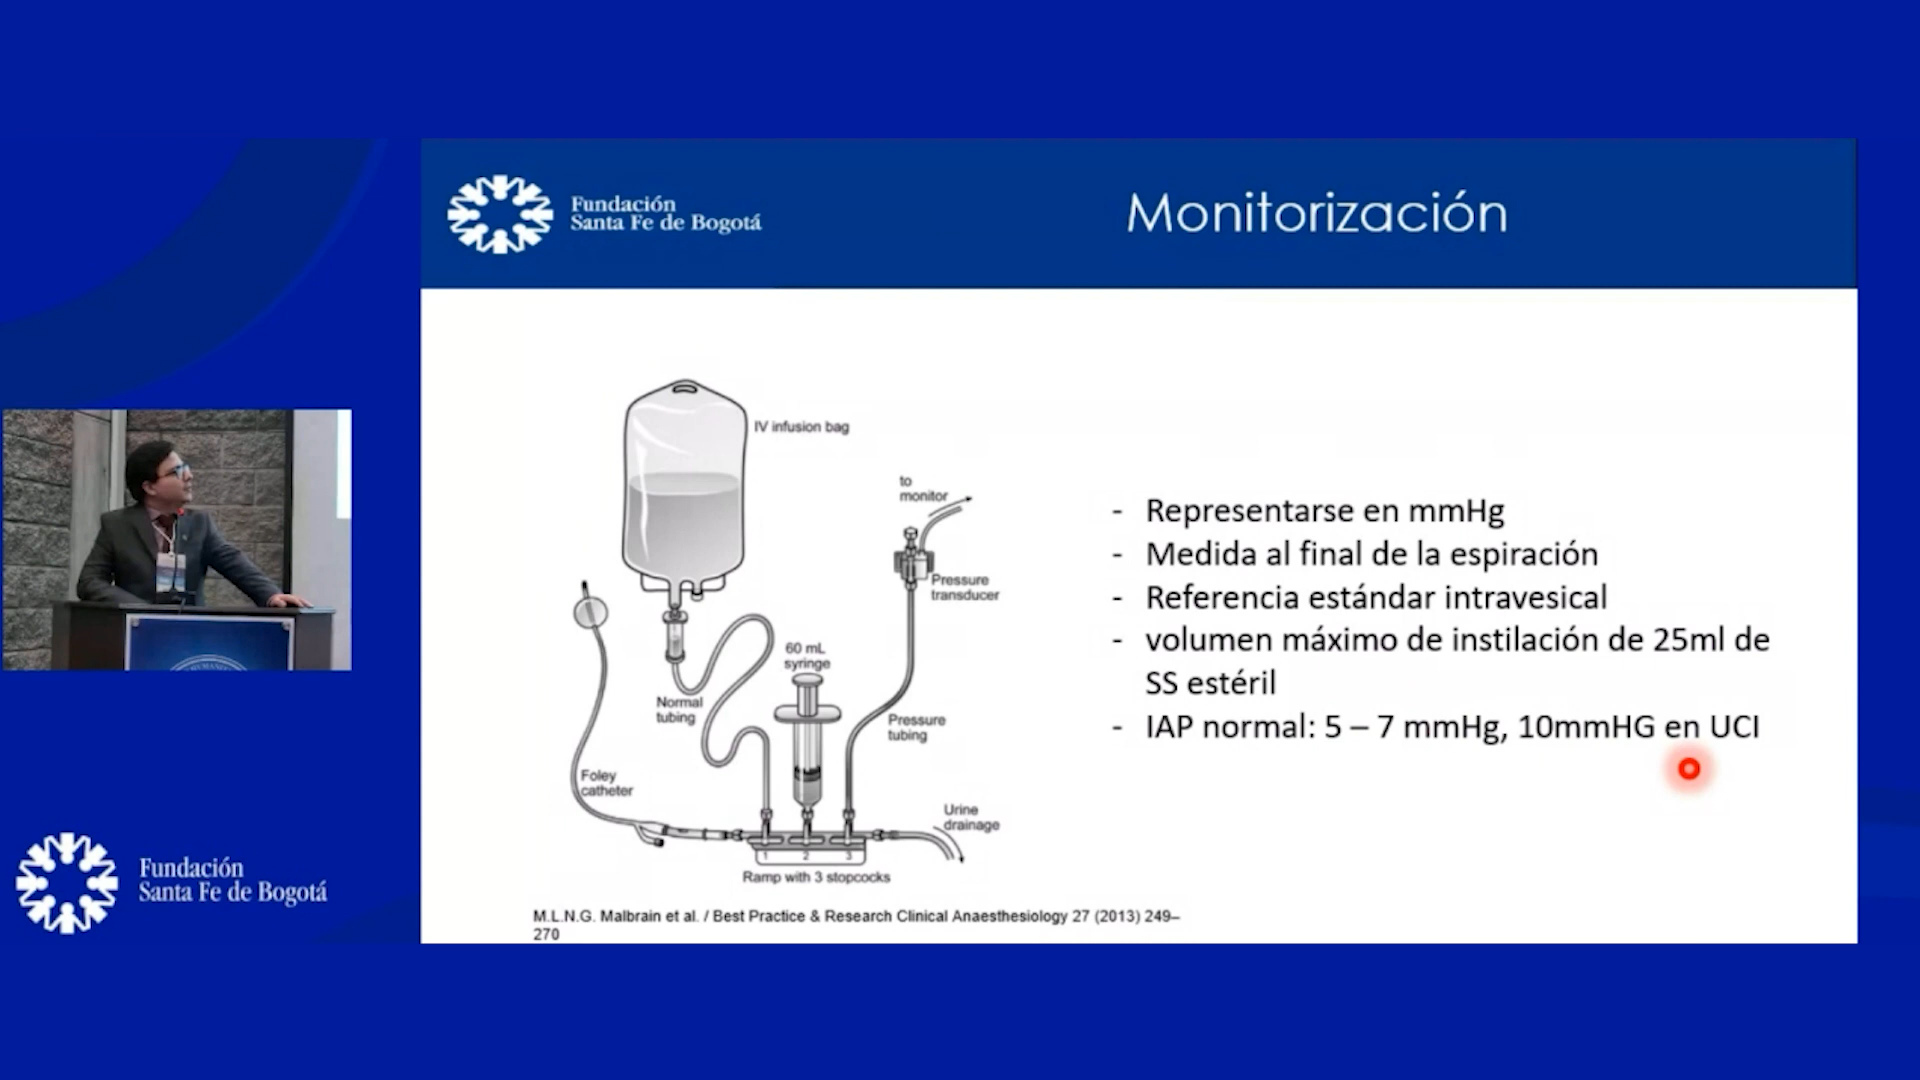 Fundación
Santa Fe de Bogotá
Monitorización
IV infusion bag
to
monitor
Pressure
transducer
60 mL
syringe
Normal
tubing
Pressure
tubing
Foley
catheter
Urine
drainage
1 2 3
Ramp with 3 stopcocks
- Representarse en mmHg
- Medida al final de la espiración
- Referencia estándar intravesical
- volumen máximo de instilación de 25ml de
SS estéril
- IAP normal: 5 – 7 mmHg, 10mmHG en UCI
M.L.N.G. Malbrain et al. / Best Practice & Research Clinical Anaesthesiology 27 (2013) 249–
270
Fundación
Santa Fe de Bogotá